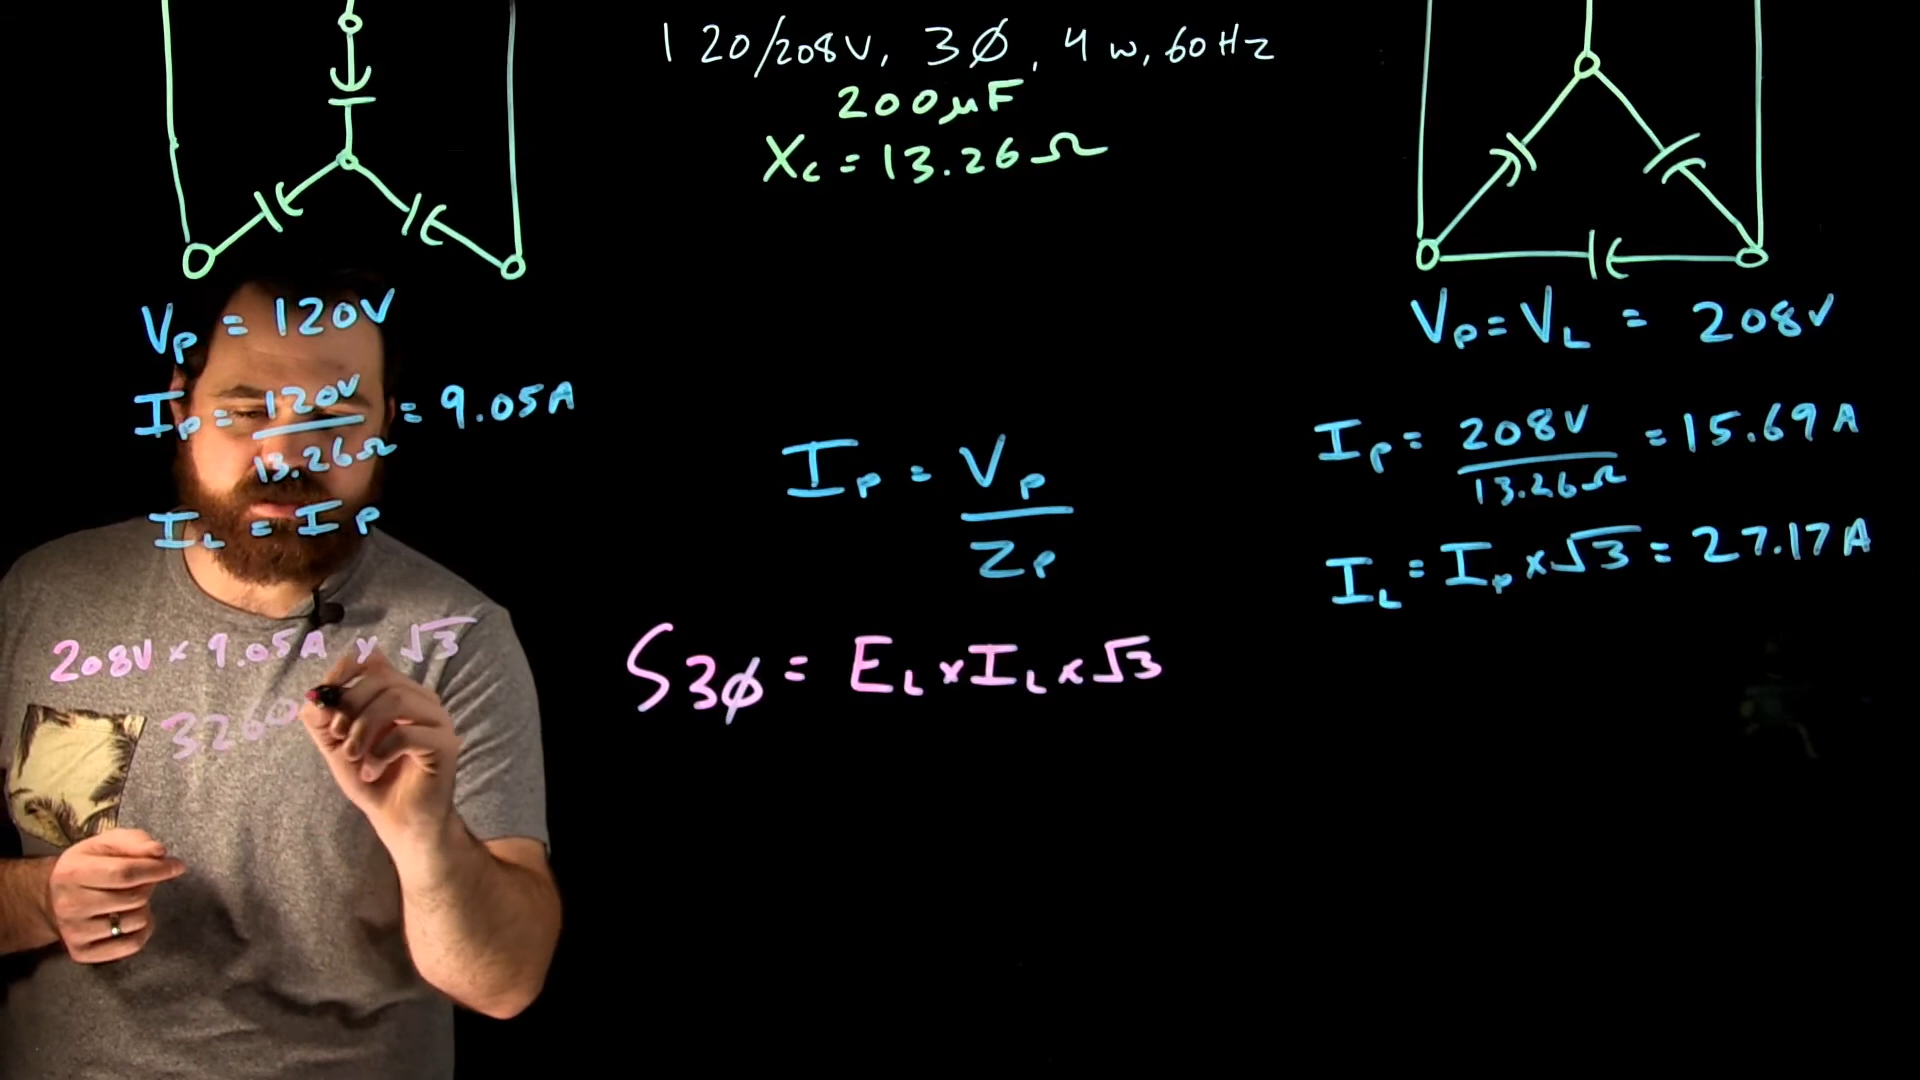 120/208V, 3Ø, 4w, 60Hz
200µF
Xc = 13.26Ω
Vp = 120V
Ip = 120V/13.26Ω = 9.05A
IL = Ip
208V × 9.05A × √3
3260
Ip = Vp/Zp
S3ø = EL × IL × √3
Vp = VL = 208V
Ip = 208V/13.26Ω = 15.69A
IL = Ip × √3 = 27.17A